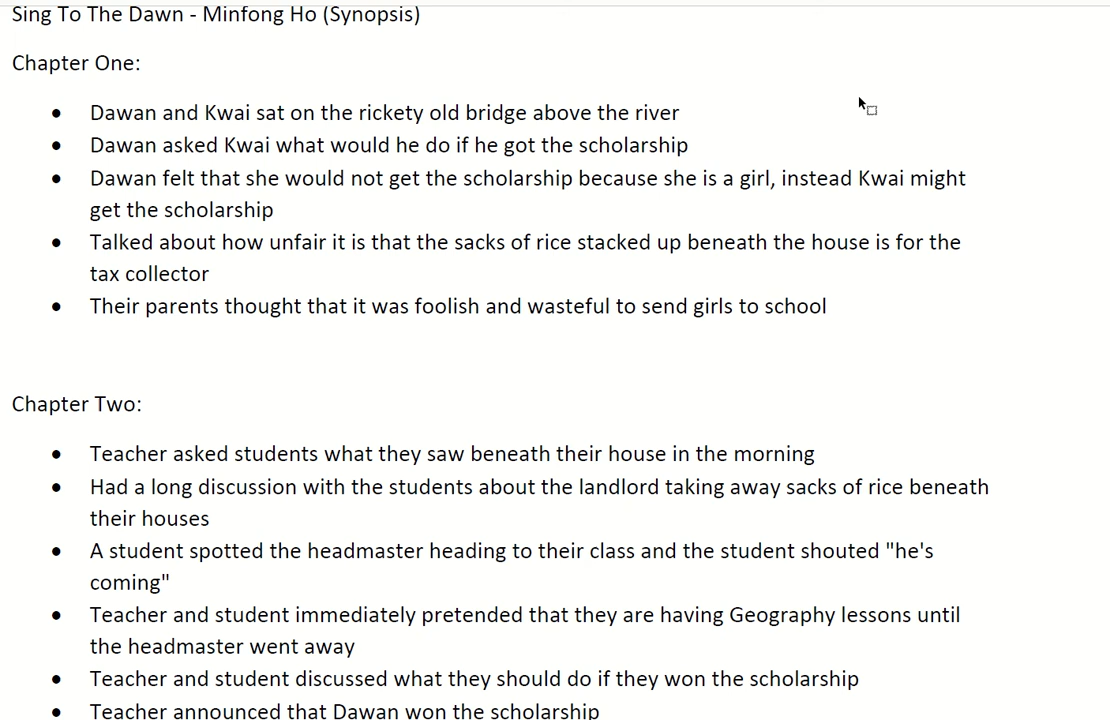 Sing To The Dawn - Minfong Ho (Synopsis)
Chapter One:
• Dawan and Kwai sat on the rickety old bridge above the river
• Dawan asked Kwai what would he do if he got the scholarship
• Dawan felt that she would not get the scholarship because she is a girl, instead Kwai might
get the scholarship
• Talked about how unfair it is that the sacks of rice stacked up beneath the house is for the
tax collector
• Their parents thought that it was foolish and wasteful to send girls to school
Chapter Two:
• Teacher asked students what they saw beneath their house in the morning
• Had a long discussion with the students about the landlord taking away sacks of rice beneath
their houses
• A student spotted the headmaster heading to their class and the student shouted "he's
coming"
• Teacher and student immediately pretended that they are having Geography lessons until
the headmaster went away
• Teacher and student discussed what they should do if they won the scholarship
• Teacher announced that Dawan won the scholarship